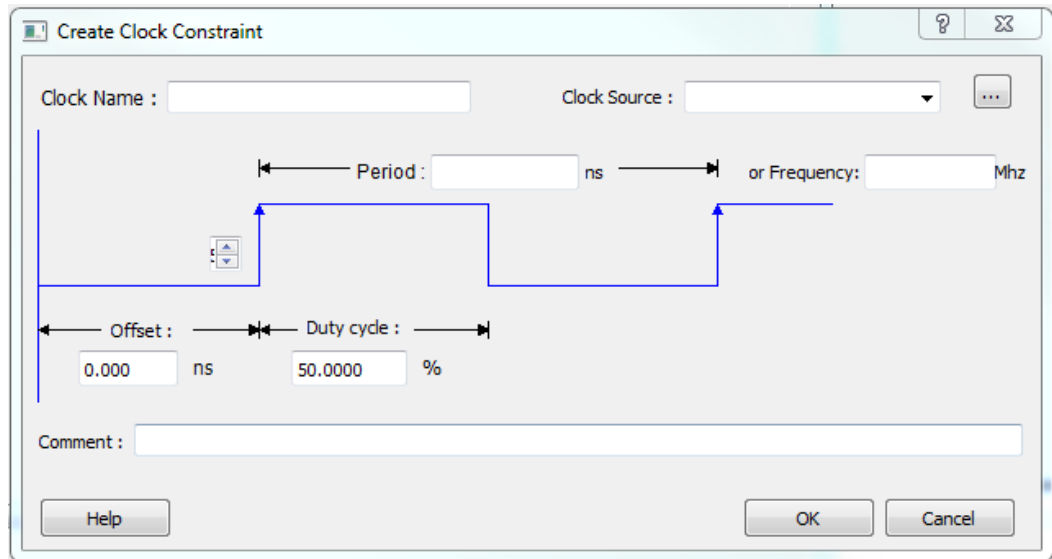 Create Clock Constraint
Clock Name :
Clock Source :
...
Period :
ns
or Frequency:
Mhz
Offset :
Duty cycle :
0.000
ns
50.0000
%
Comment :
Help
OK
Cancel